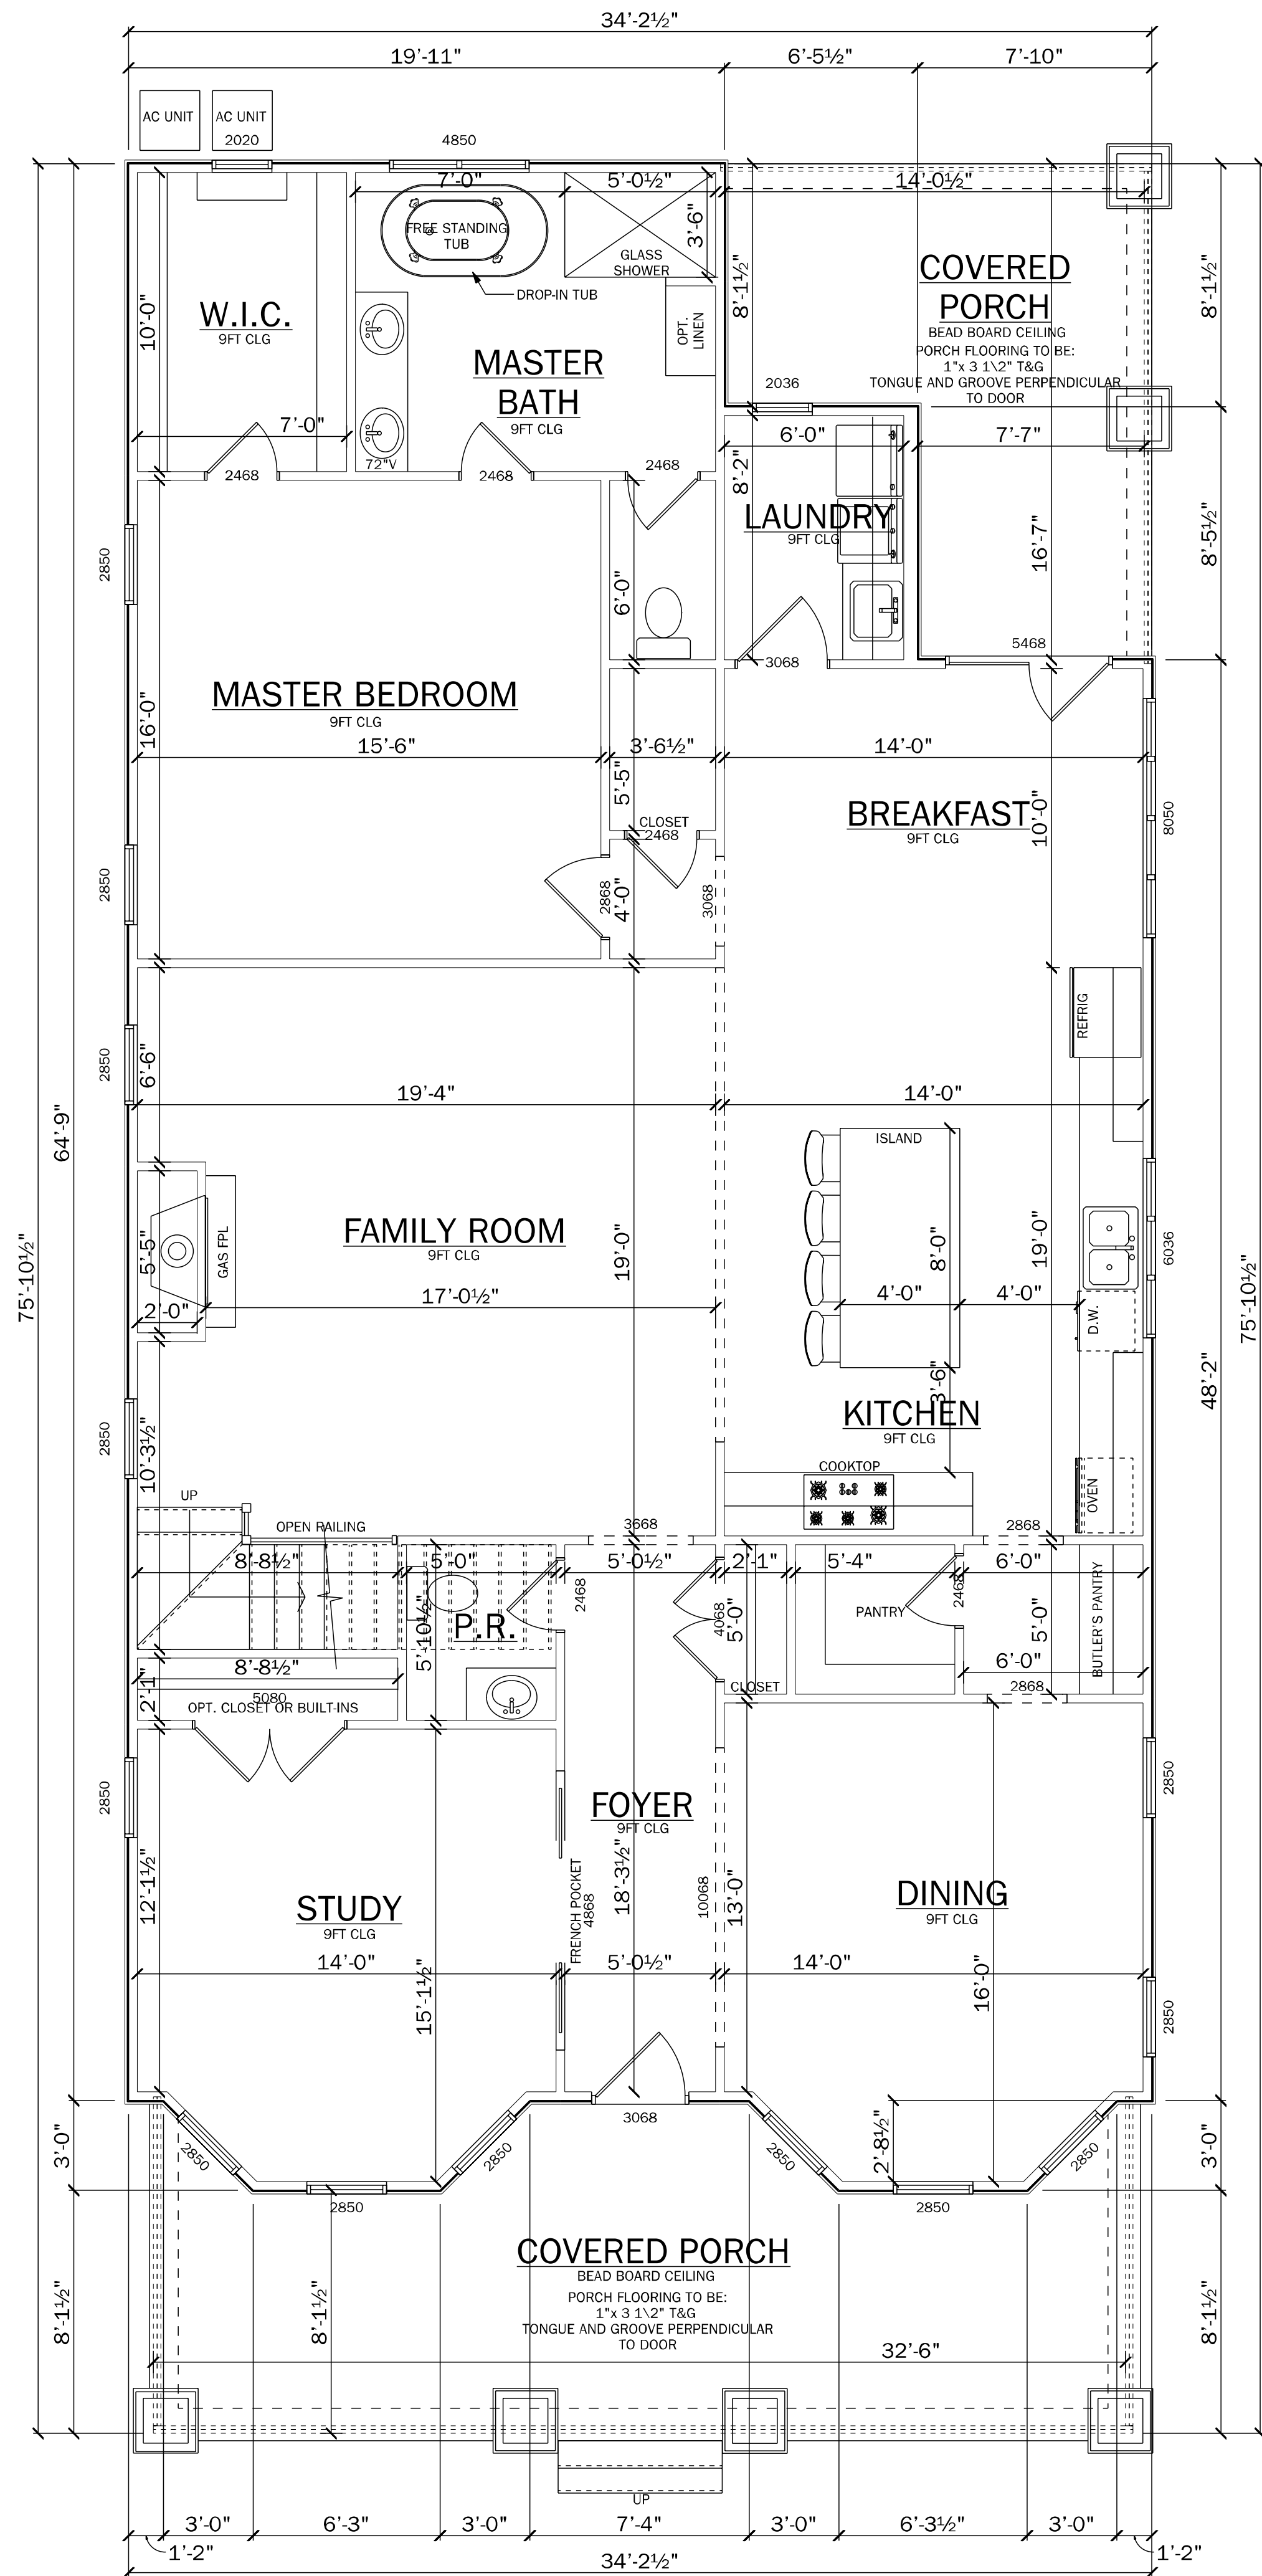 34'-2½"
19'-11"
6'-5½"
7'-10"
AC UNIT
AC UNIT
2020
4850
7'-0"
5'-0½"
14'-0½"
FREE STANDING
TUB
3'-6"
GLASS
SHOWER
DROP-IN TUB
8'-1½"
COVERED
PORCH
BEAD BOARD CEILING
PORCH FLOORING TO BE:
1"x 3 1\2" T&G
TONGUE AND GROOVE PERPENDICULAR
TO DOOR
8'-1½"
10'-0"
W.I.C.
9FT CLG
OPT.
LINEN
MASTER
BATH
9FT CLG
2036
7'-0"
72"V
6'-0"
7'-7"
2468
2468
2468
8'-2"
LAUNDRY
9FT CLG
16'-7"
8'-5½"
2850
6'-0"
5468
3068
MASTER BEDROOM
9FT CLG
16'-0"
15'-6"
3'-6½"
14'-0"
5'-5"
BREAKFAST
9FT CLG
10'-0"
8050
CLOSET
2468
2850
2868
4'-0"
3068
REFRIG
2850
6'-6"
19'-4"
14'-0"
64'-9"
ISLAND
75'-10½"
FAMILY ROOM
9FT CLG
GAS FPL
5'-5"
19'-0"
8'-0"
19'-0"
6036
75'-10½"
2'-0"
17'-0½"
4'-0"
4'-0"
D.W.
48'-2"
3'-6"
KITCHEN
9FT CLG
2850
10'-3½"
COOKTOP
OVEN
UP
OPEN RAILING
3668
2868
8'-8½"
5'-0"
5'-0½"
2'-1"
5'-4"
6'-0"
2468
2468
PANTRY
P.R.
5'-10½"
4068
5'-0"
5'-0"
BUTLER'S PANTRY
8'-8½"
6'-0"
2'-1"
5080
OPT. CLOSET OR BUILT-INS
CLOSET
2868
2850
2850
FOYER
9FT CLG
12'-1½"
STUDY
9FT CLG
FRENCH POCKET
4868
18'-3½"
10068
13'-0"
DINING
9FT CLG
14'-0"
5'-0½"
14'-0"
15'-1½"
16'-0"
2850
3068
3'-0"
2850
2850
2850
2'-8½"
2850
3'-0"
2850
2850
COVERED PORCH
BEAD BOARD CEILING
PORCH FLOORING TO BE:
1"x 3 1\2" T&G
TONGUE AND GROOVE PERPENDICULAR
TO DOOR
8'-1½"
8'-1½"
8'-1½"
32'-6"
UP
3'-0"
6'-3"
3'-0"
7'-4"
3'-0"
6'-3½"
3'-0"
1'-2"
1'-2"
34'-2½"